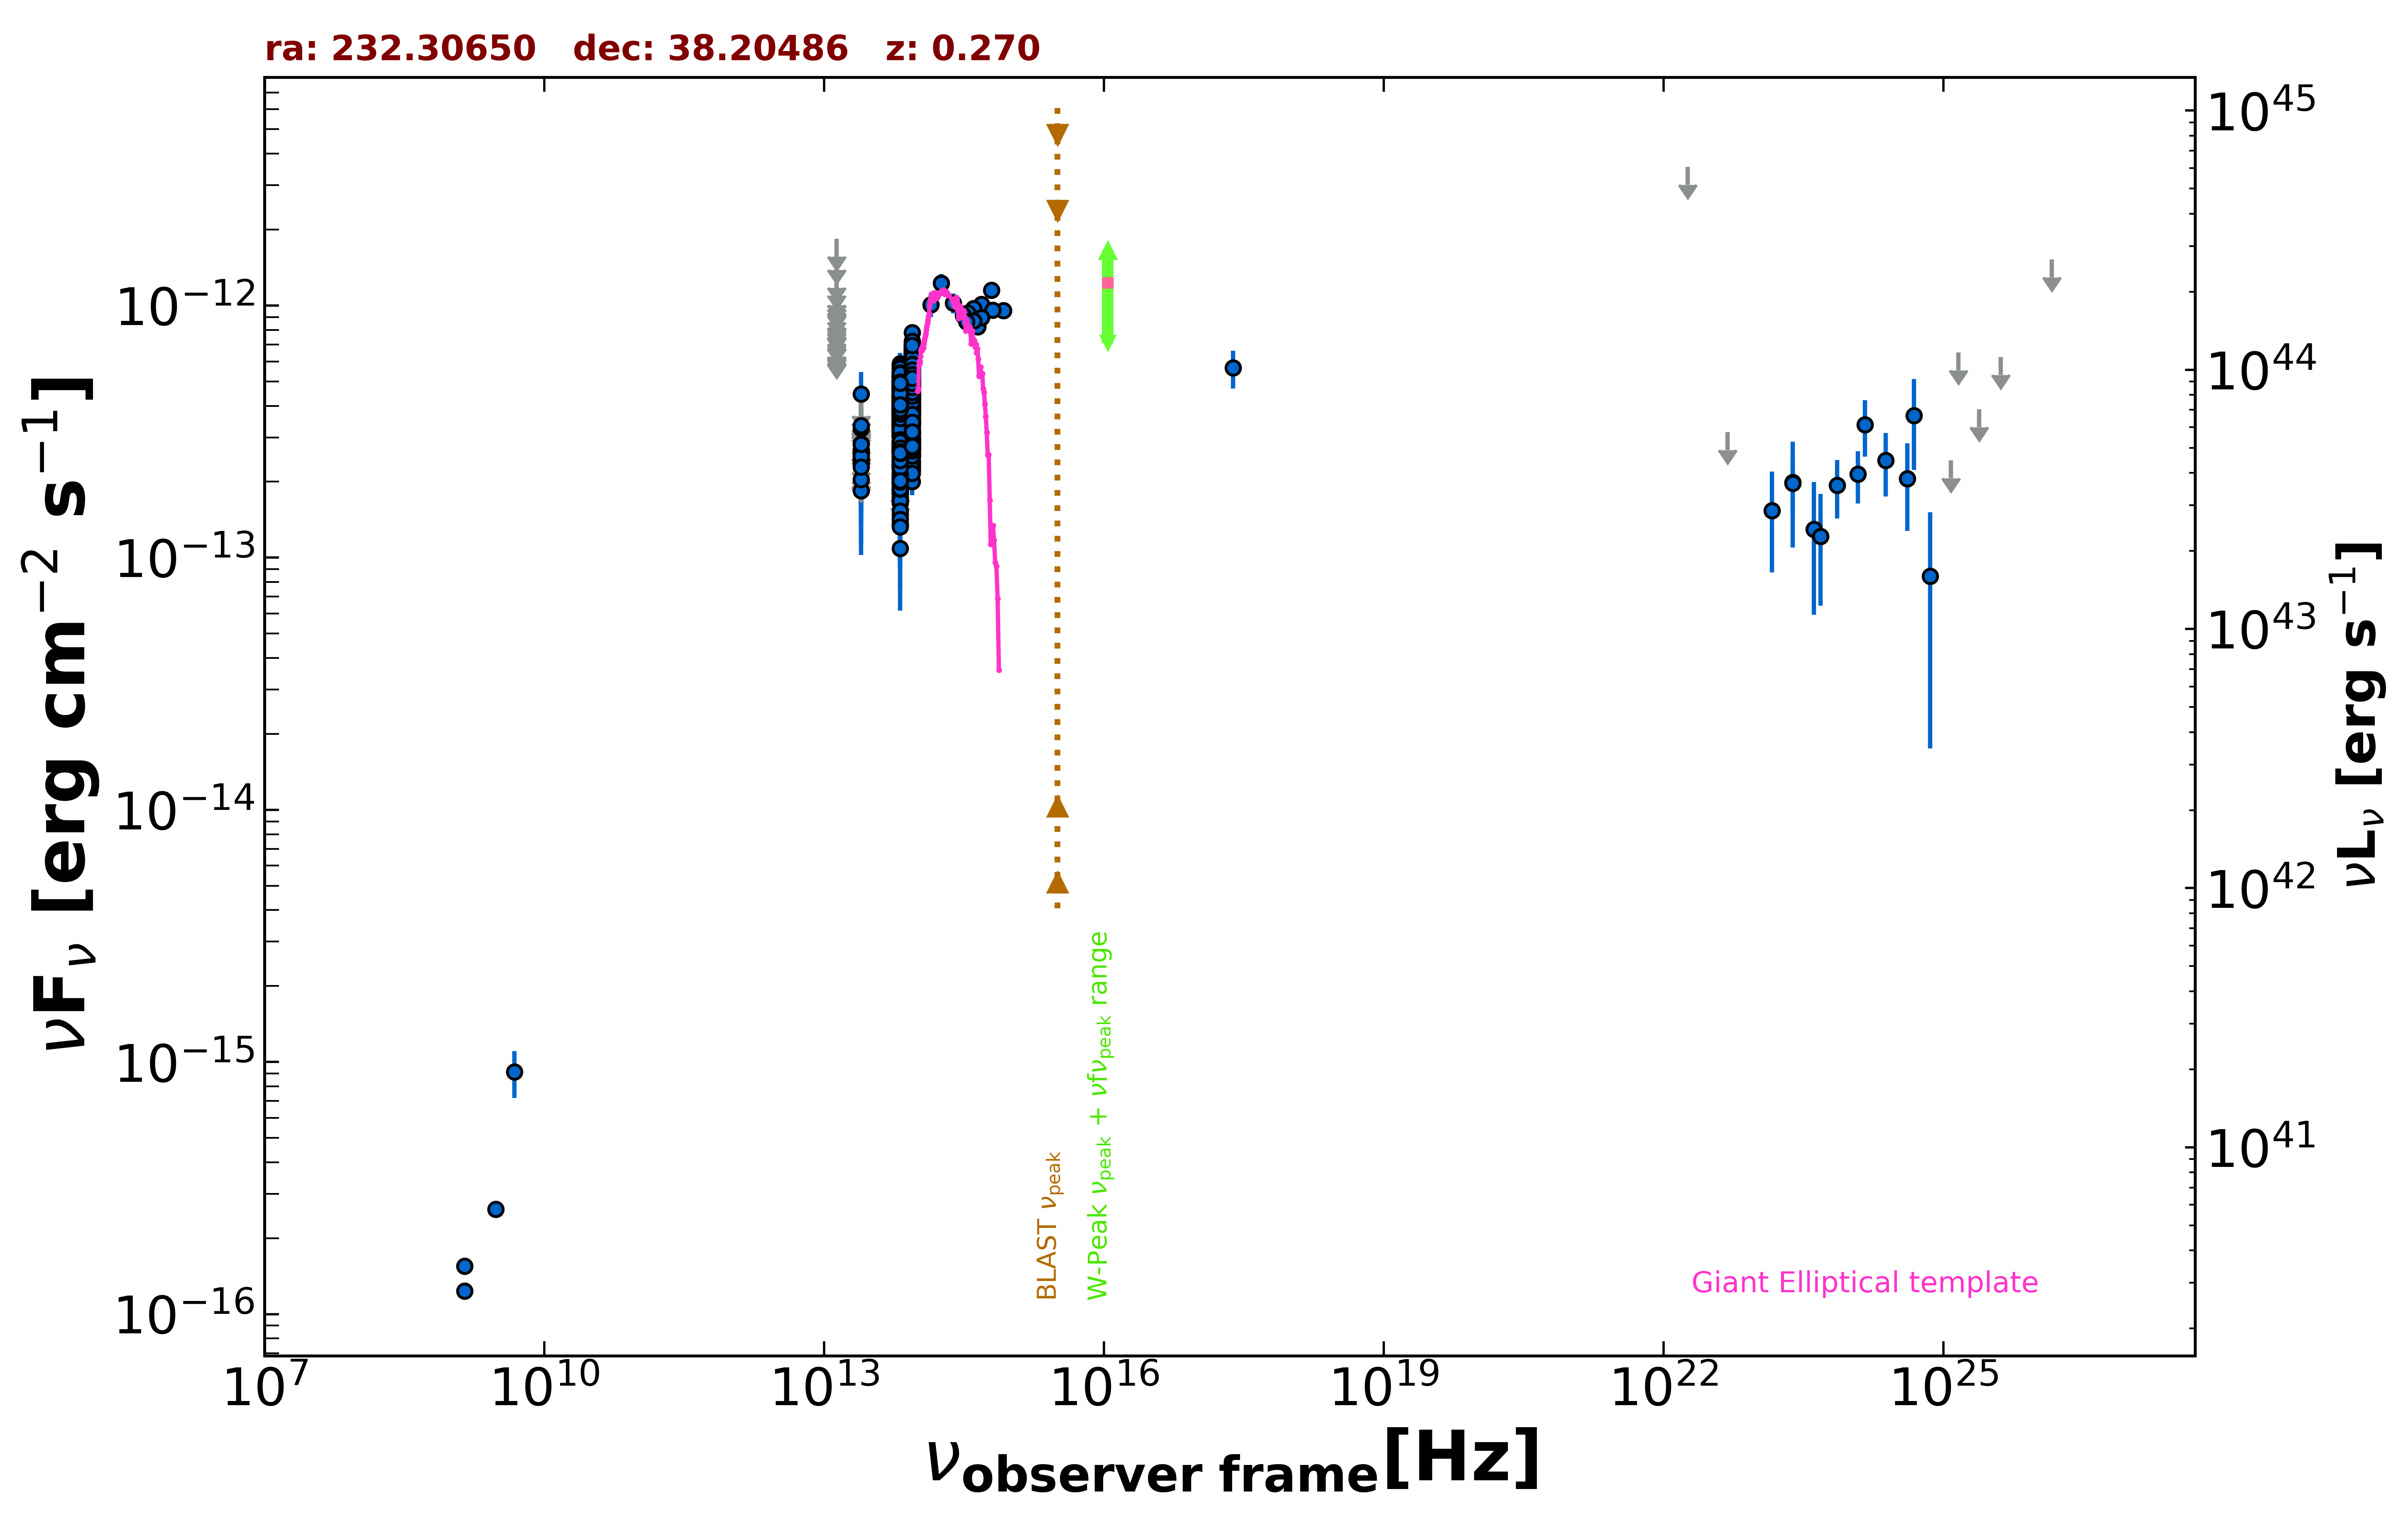 ra: 232.30650   dec: 38.20486   z: 0.270
νF_ν [erg cm^−2 s^−1]
10^−12
10^−13
10^−14
10^−15
10^−16
10^45
10^44
10^43
10^42
10^41
νL_ν [erg s^−1]
BLAST ν_peak
W-Peak ν_peak + νfν_peak range
Giant Elliptical template
10^7
10^10
10^13
10^16
10^19
10^22
10^25
ν_observer frame[Hz]